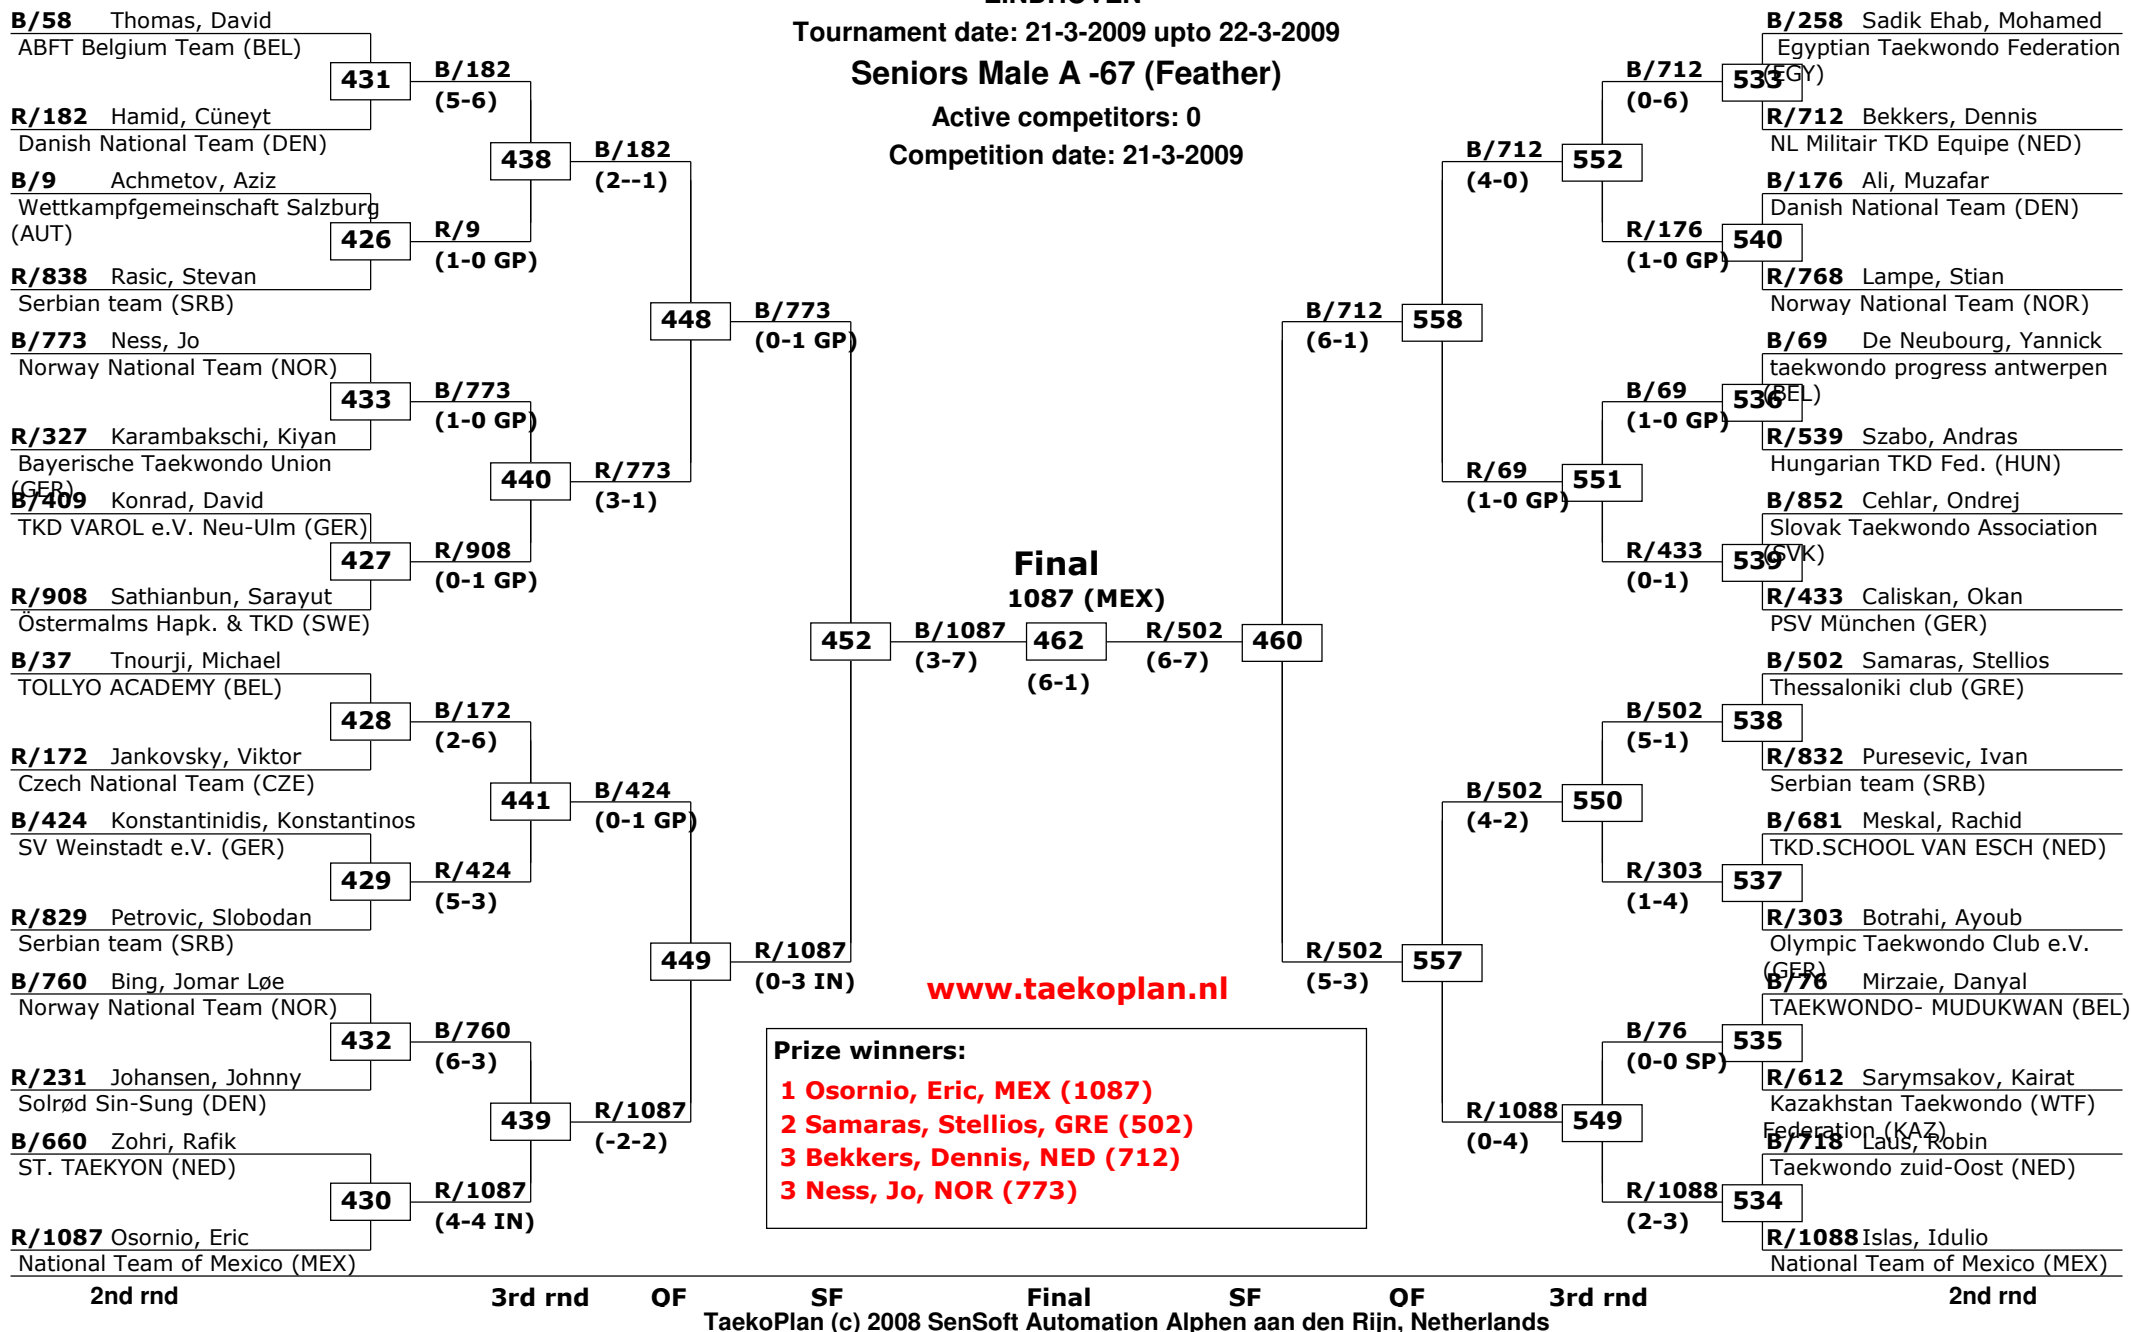 EINDHOVEN
Tournament date: 21-3-2009 upto 22-3-2009
Seniors Male A -67 (Feather)
Active competitors: 0
Competition date: 21-3-2009
B/58 Thomas, David
ABFT Belgium Team (BEL)
431
R/182 Hamid, Cüneyt
Danish National Team (DEN)
B/9 Achmetov, Aziz
Wettkampfgemeinschaft Salzburg
(AUT)
426
R/838 Rasic, Stevan
Serbian team (SRB)
B/773 Ness, Jo
Norway National Team (NOR)
433
R/327 Karambakschi, Kiyan
Bayerische Taekwondo Union
(GER)
B/409 Konrad, David
TKD VAROL e.V. Neu-Ulm (GER)
427
R/908 Sathianbun, Sarayut
Östermalms Hapk. & TKD (SWE)
B/37 Tnourji, Michael
TOLLYO ACADEMY (BEL)
428
R/172 Jankovsky, Viktor
Czech National Team (CZE)
B/424 Konstantinidis, Konstantinos
SV Weinstadt e.V. (GER)
429
R/829 Petrovic, Slobodan
Serbian team (SRB)
B/760 Bing, Jomar Løe
Norway National Team (NOR)
432
R/231 Johansen, Johnny
Solrød Sin-Sung (DEN)
B/660 Zohri, Rafik
ST. TAEKYON (NED)
430
R/1087 Osornio, Eric
National Team of Mexico (MEX)
B/182
(5-6)
438
R/9
(1-0 GP)
B/773
(1-0 GP)
440
R/908
(0-1 GP)
B/172
(2-6)
441
R/424
(5-3)
B/760
(6-3)
439
R/1087
(4-4 IN)
B/182
(2--1)
448
R/773
(3-1)
B/424
(0-1 GP)
449
R/1087
(-2-2)
B/773
(0-1 GP)
452
R/1087
(0-3 IN)
Final
1087 (MEX)
B/1087
(3-7)
462
(6-1)
R/502
(6-7)
460
B/712
(6-1)
558
R/502
(5-3)
557
B/712
(4-0)
552
R/69
(1-0 GP)
551
B/502
(4-2)
550
R/1088
(0-4)
549
B/712
(0-6)
R/176
(1-0 GP)
B/69
(1-0 GP)
R/433
(0-1)
B/502
(5-1)
R/303
(1-4)
B/76
(0-0 SP)
R/1088
(2-3)
B/258 Sadik Ehab, Mohamed
Egyptian Taekwondo Federation
(EGY)
533
R/712 Bekkers, Dennis
NL Militair TKD Equipe (NED)
B/176 Ali, Muzafar
Danish National Team (DEN)
540
R/768 Lampe, Stian
Norway National Team (NOR)
B/69 De Neubourg, Yannick
taekwondo progress antwerpen
(BEL)
536
R/539 Szabo, Andras
Hungarian TKD Fed. (HUN)
B/852 Cehlar, Ondrej
Slovak Taekwondo Association
(SVK)
539
R/433 Caliskan, Okan
PSV München (GER)
B/502 Samaras, Stellios
Thessaloniki club (GRE)
538
R/832 Puresevic, Ivan
Serbian team (SRB)
B/681 Meskal, Rachid
TKD.SCHOOL VAN ESCH (NED)
537
R/303 Botrahi, Ayoub
Olympic Taekwondo Club e.V.
(GER)
B/76 Mirzaie, Danyal
TAEKWONDO- MUDUKWAN (BEL)
535
R/612 Sarymsakov, Kairat
Kazakhstan Taekwondo (WTF)
Federation (KAZ)
B/718 Laus, Robin
Taekwondo zuid-Oost (NED)
534
R/1088 Islas, Idulio
National Team of Mexico (MEX)
www.taekoplan.nl
Prize winners:
1 Osornio, Eric, MEX (1087)
2 Samaras, Stellios, GRE (502)
3 Bekkers, Dennis, NED (712)
3 Ness, Jo, NOR (773)
2nd rnd 3rd rnd QF SF Final SF QF 3rd rnd 2nd rnd
TaekoPlan (c) 2008 SenSoft Automation Alphen aan den Rijn, Netherlands